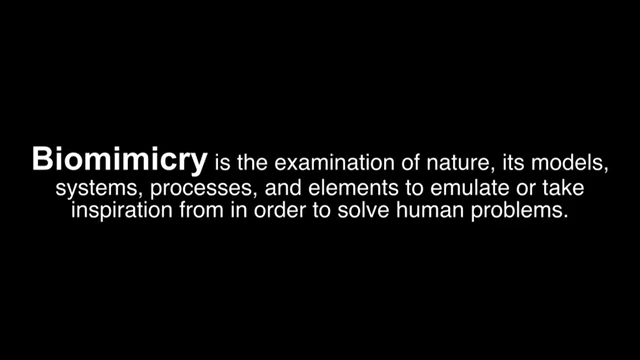 Biomimicry is the examination of nature, its models,
systems, processes, and elements to emulate or take
inspiration from in order to solve human problems.